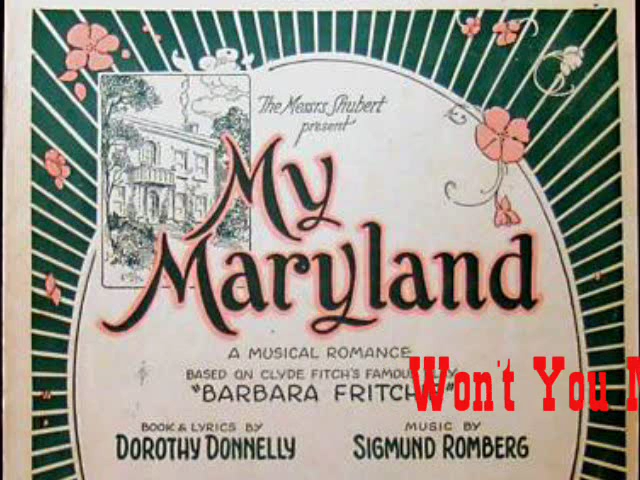 The Messrs Shubert
present
My
Maryland
A MUSICAL ROMANCE
BASED ON CLYDE FITCH'S FAMOUS
"BARBARA FRITCHIE"
Won't You
BOOK & LYRICS BY
DOROTHY DONNELLY
MUSIC BY
SIGMUND ROMBERG